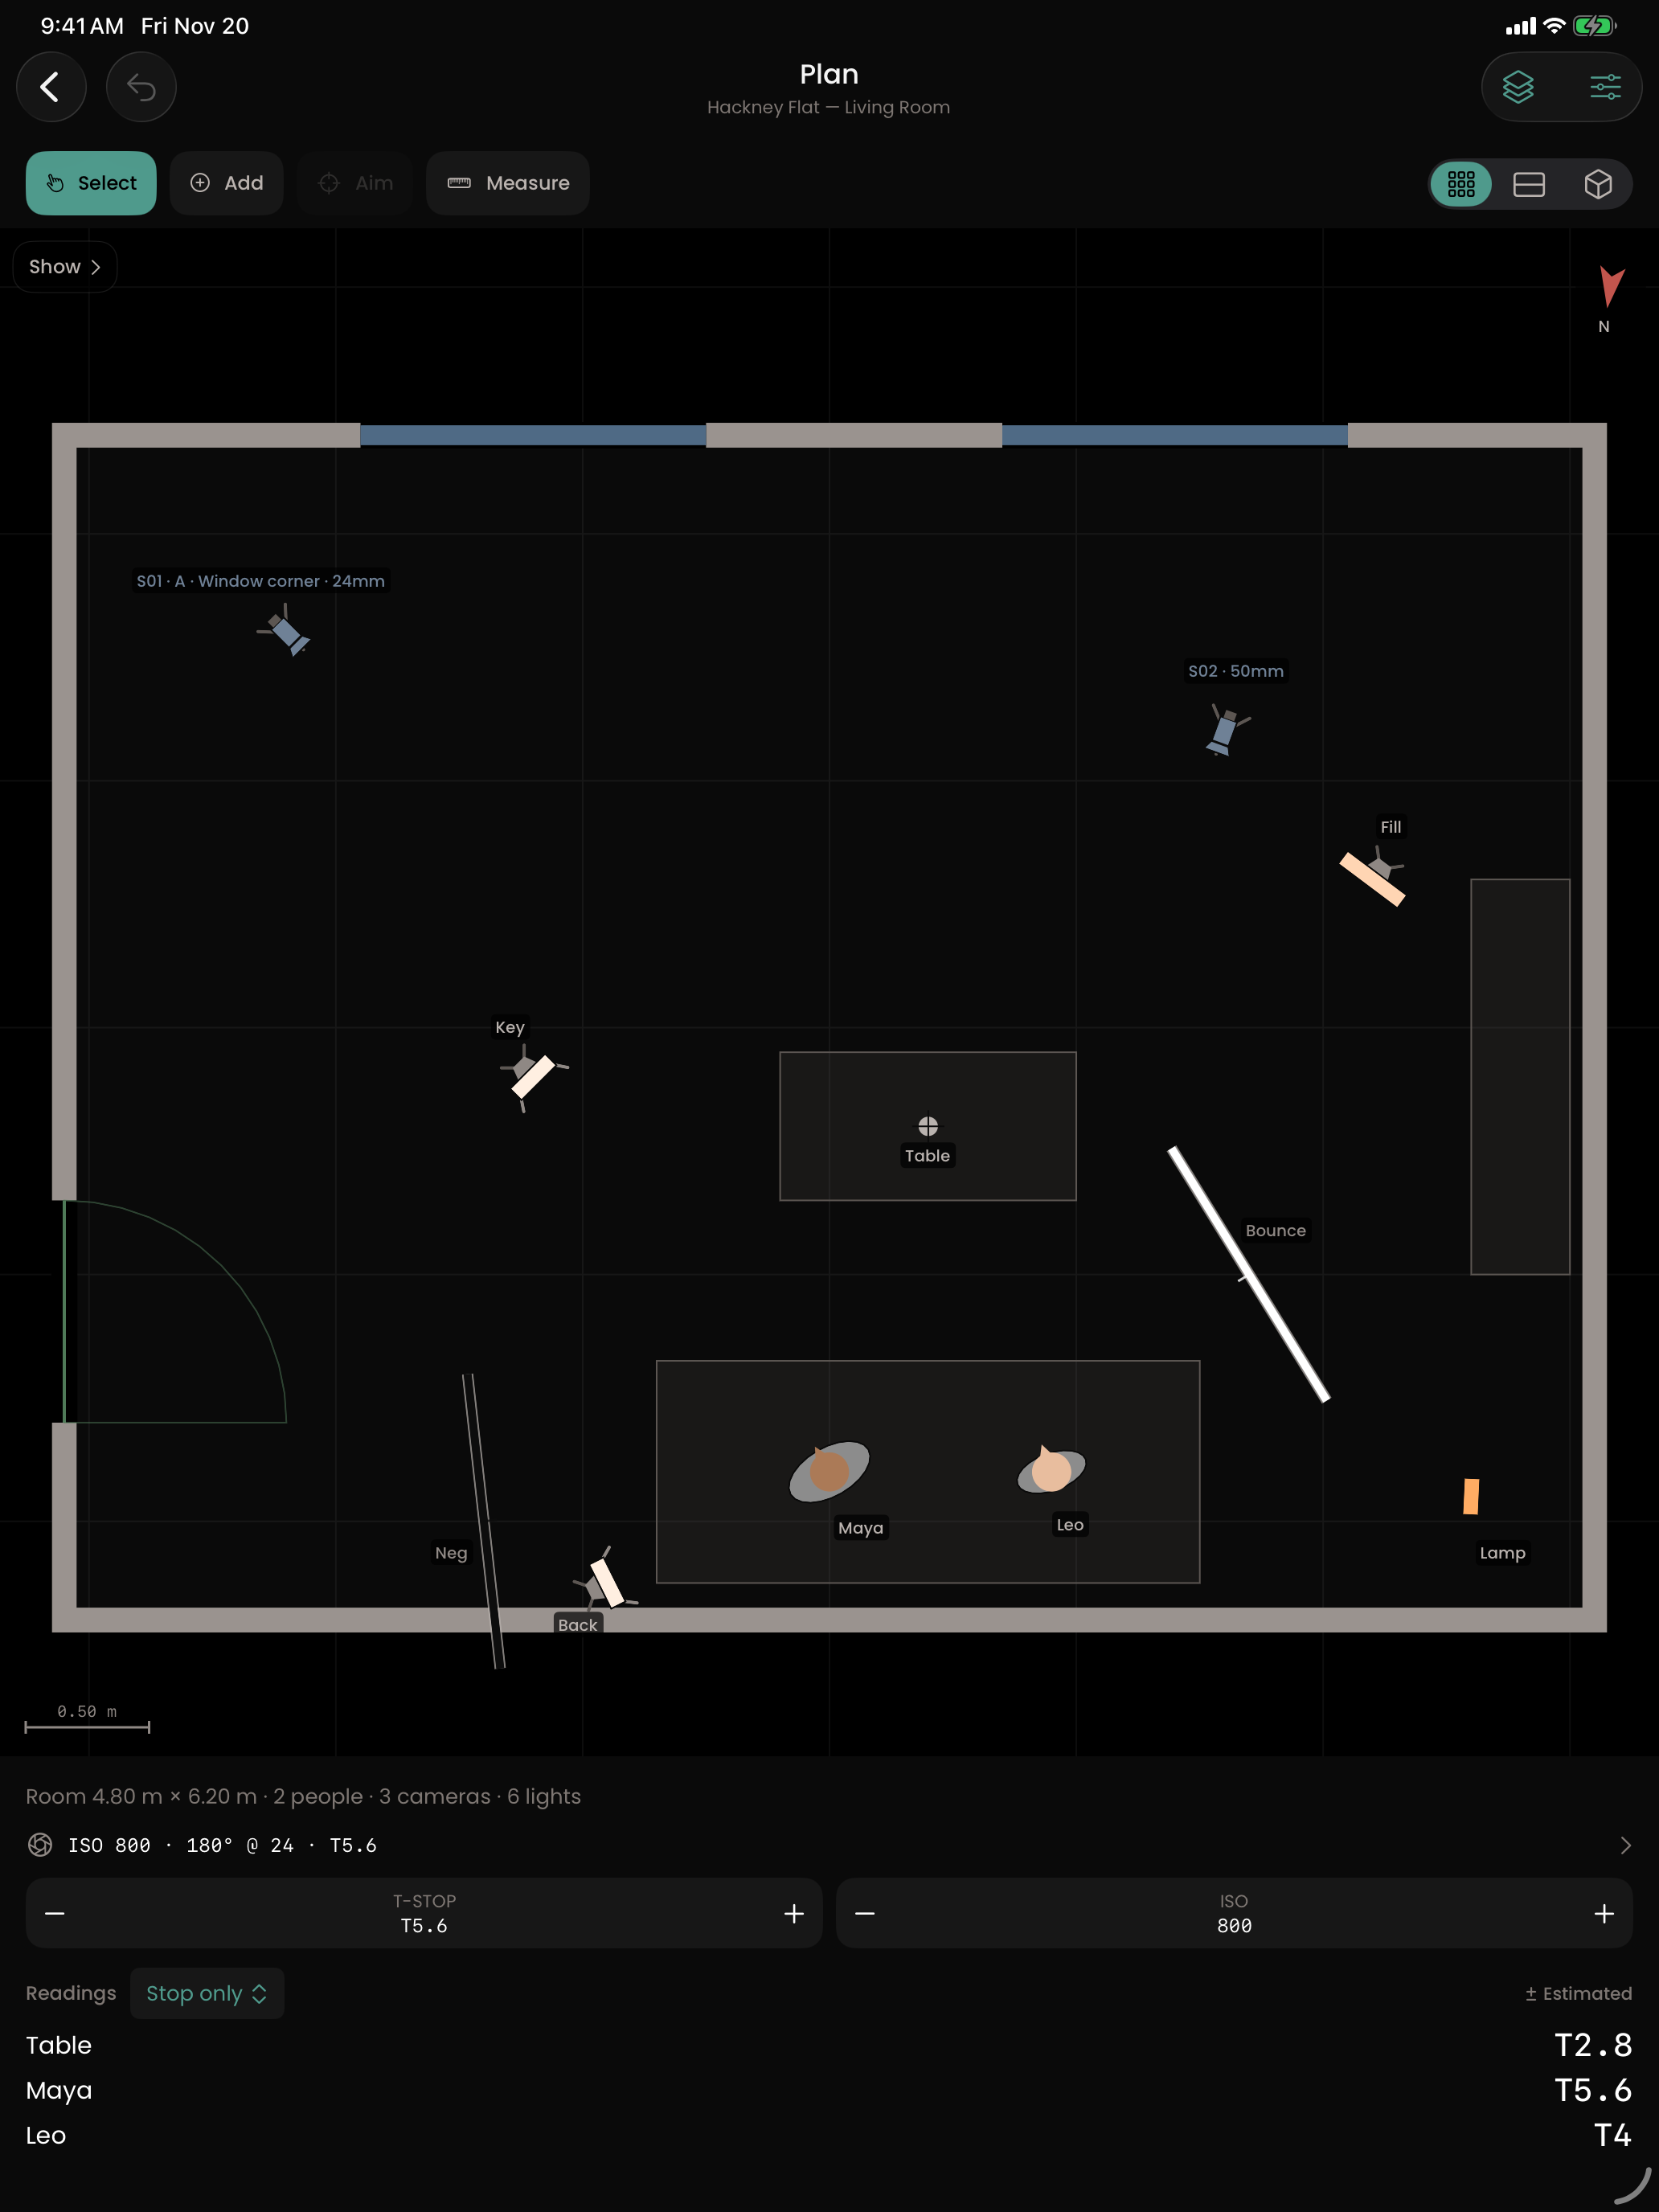 9:41 AM Fri Nov 20
Plan
Hackney Flat — Living Room
Select
Add
Aim
Measure
Show
N
S01 · A · Window corner · 24mm
S02 · 50mm
Fill
Key
Table
Bounce
Maya
Leo
Neg
Lamp
Back
0.50 m
Room 4.80 m × 6.20 m · 2 people · 3 cameras · 6 lights
ISO 800 · 180° @ 24 · T5.6
T-STOP
T5.6
ISO
800
Readings Stop only ± Estimated
Table T2.8
Maya T5.6
Leo T4